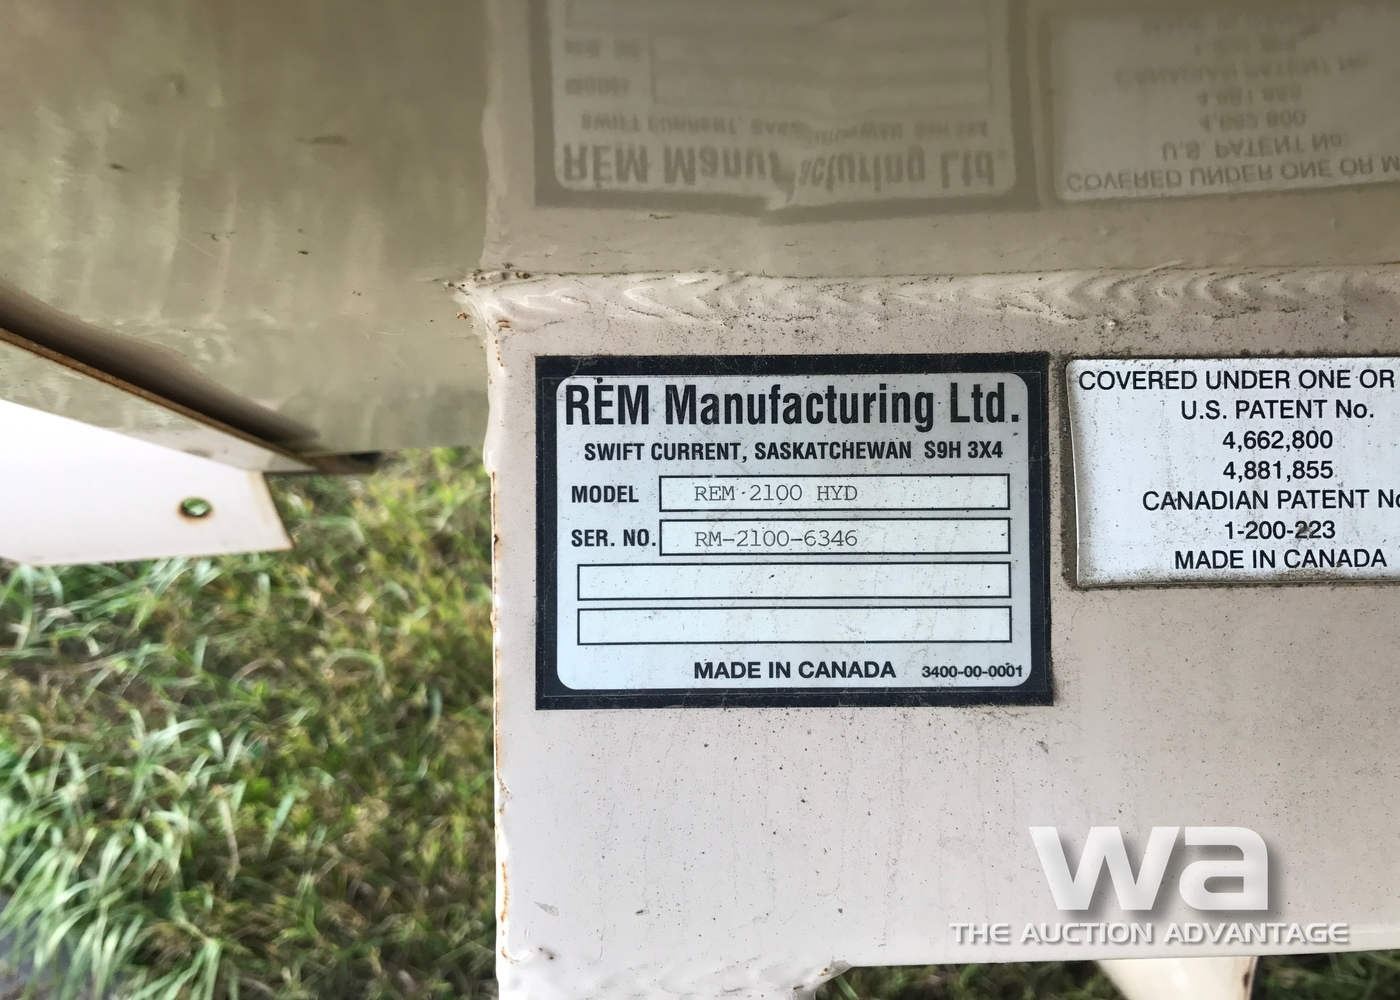 REM Manufacturing Ltd.
SWIFT CURRENT, SASKATCHEWAN S9H 3X4
MODEL REM 2100 HYD
SER. NO. RM-2100-6346
MADE IN CANADA 3400-00-0001
COVERED UNDER ONE OR
U.S. PATENT No.
4,662,800
4,881,855
CANADIAN PATENT No
1-200-223
MADE IN CANADA
wa
THE AUCTION ADVANTAGE